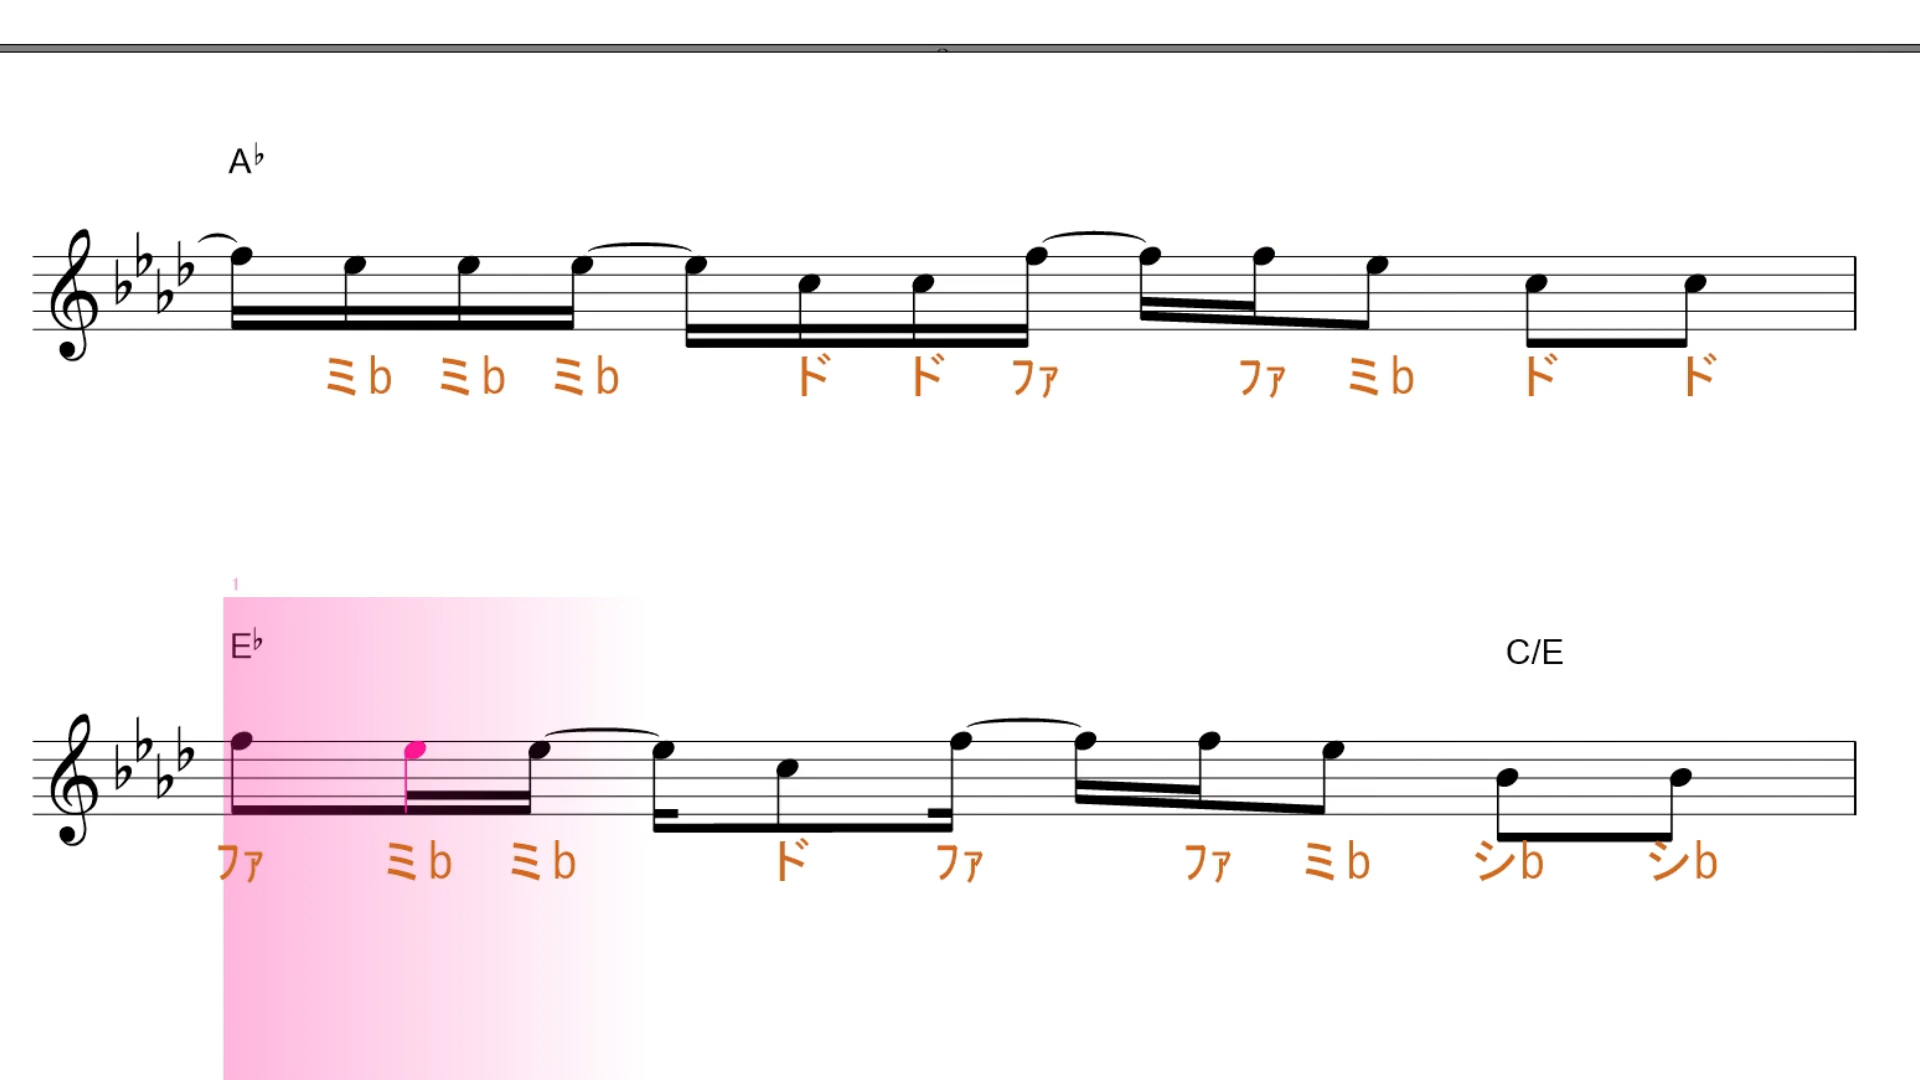 A♭
ミb ミb ミb ド ド ファ ファ ミb ド ド
1
E♭ C/E
ファ ミb ミb ド ファ ファ ミb シb シb